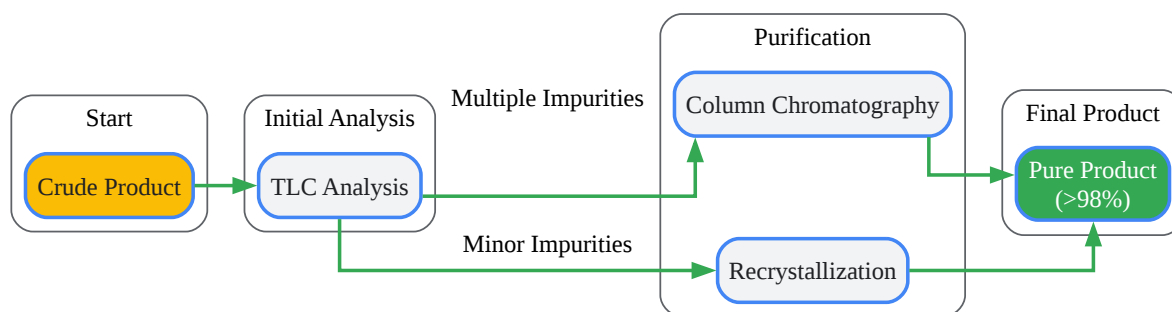 Start
Crude Product
Initial Analysis
TLC Analysis
Multiple Impurities
Minor Impurities
Purification
Column Chromatography
Recrystallization
Final Product
Pure Product
(>98%)